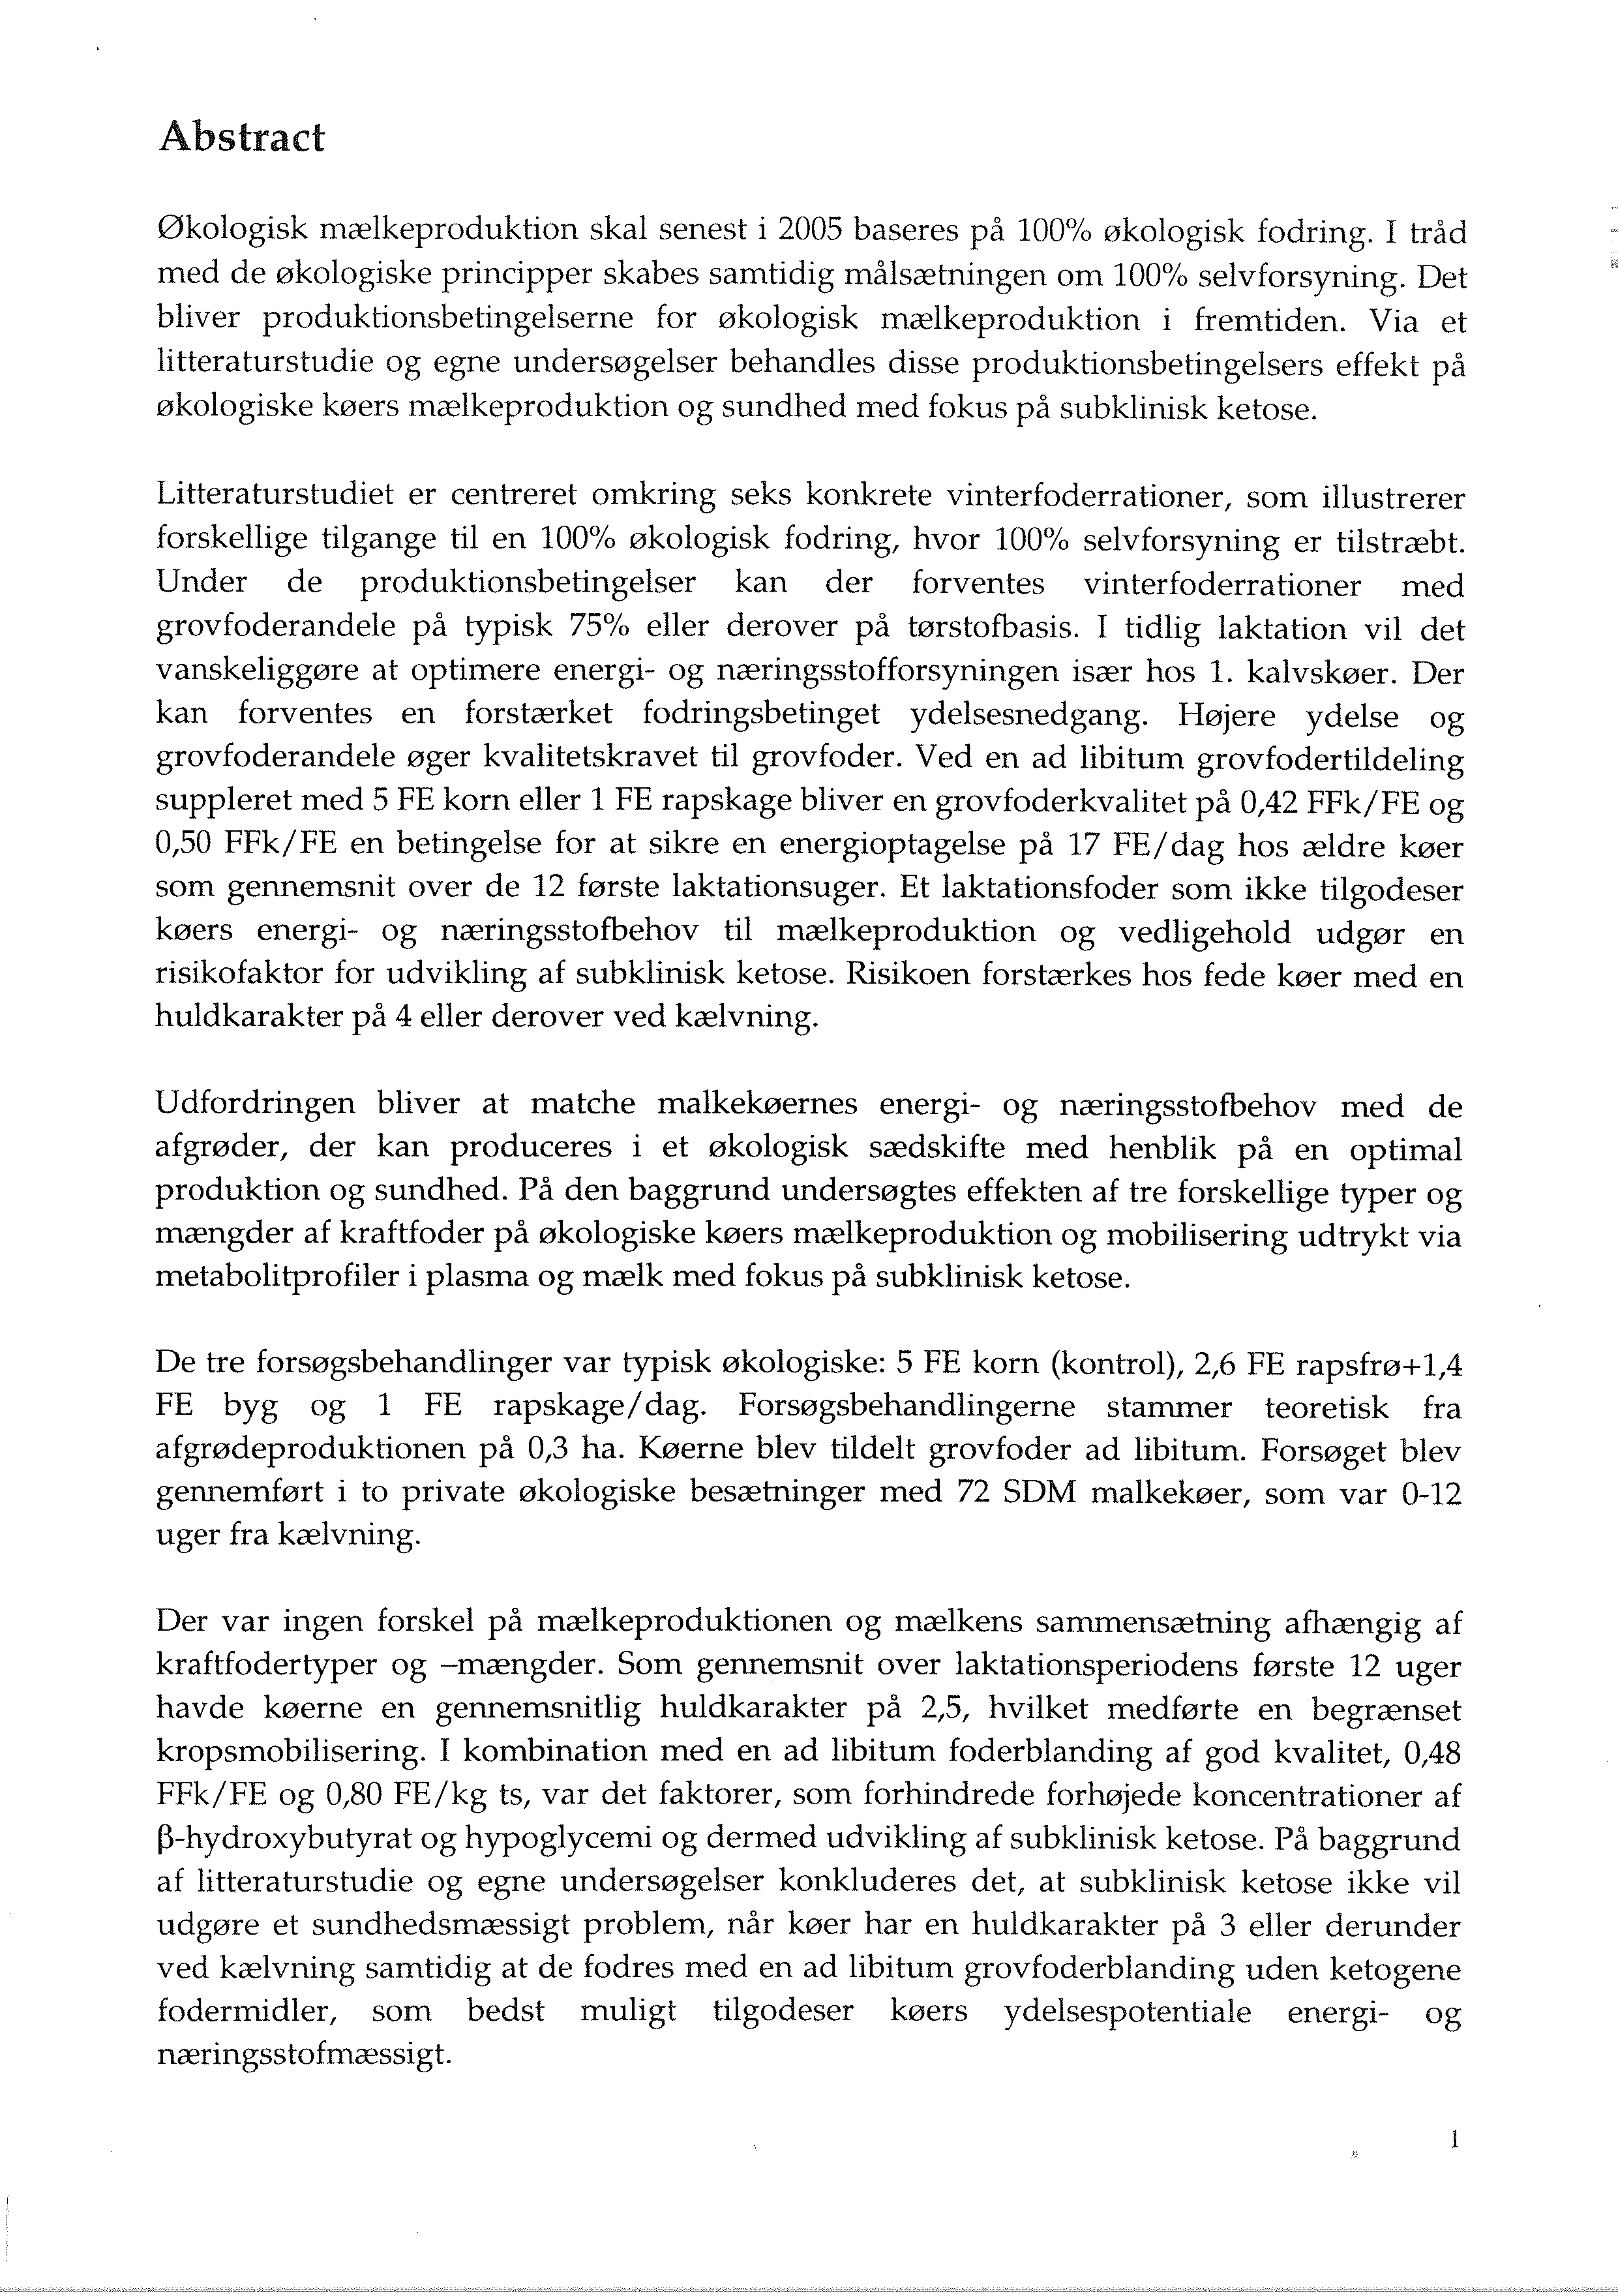 Abstract
Økologisk mælkeproduktion skal senest i 2005 baseres på 100% økologisk fodring. I tråd
med de økologiske principper skabes samtidig målsætningen om 100% selvforsyning. Det
bliver produktionsbetingelserne for økologisk mælkeproduktion i fremtiden. Via et
litteraturstudie og egne undersøgelser behandles disse produktionsbetingelsers effekt på
økologiske køers mælkeproduktion og sundhed med fokus på subklinisk ketose.
Litteraturstudiet er centreret omkring seks konkrete vinterfoderrationer, som illustrerer
forskellige tilgange til en 100% økologisk fodring, hvor 100% selvforsyning er tilstræbt.
Under de produktionsbetingelser kan der forventes vinterfoderrationer med
grovfoderandele på typisk 75% eller derover på tørstofbasis. I tidlig laktation vil det
vanskeliggøre at optimere energi- og næringsstofforsyningen især hos 1. kalvskøer. Der
kan forventes en forstærket fodringsbetinget ydelsesnedgang. Højere ydelse og
grovfoderandele øger kvalitetskravet til grovfoder. Ved en ad libitum grovfodertildeling
suppleret med 5 FE korn eller 1 FE rapskage bliver en grovfoderkvalitet på 0,42 FFk/FE og
0,50 FFk/FE en betingelse for at sikre en energioptagelse på 17 FE/dag hos ældre køer
som gennemsnit over de 12 første laktationsuger. Et laktationsfoder som ikke tilgodeser
køers energi- og næringsstofbehov til mælkeproduktion og vedligehold udgør en
risikofaktor for udvikling af subklinisk ketose. Risikoen forstærkes hos fede køer med en
huldkarakter på 4 eller derover ved kælvning.
Udfordringen bliver at matche malkekøernes energi- og næringsstofbehov med de
afgrøder, der kan produceres i et økologisk sædskifte med henblik på en optimal
produktion og sundhed. På den baggrund undersøgtes effekten af tre forskellige typer og
mængder af kraftfoder på økologiske køers mælkeproduktion og mobilisering udtrykt via
metabolitprofiler i plasma og mælk med fokus på subklinisk ketose.
De tre forsøgsbehandlinger var typisk økologiske: 5 FE korn (kontrol), 2,6 FE rapsfrø+1,4
FE byg og 1 FE rapskage/dag. Forsøgsbehandlingerne stammer teoretisk fra
afgrødeproduktionen på 0,3 ha. Køerne blev tildelt grovfoder ad libitum. Forsøget blev
gennemført i to private økologiske besætninger med 72 SDM malkekøer, som var 0-12
uger fra kælvning.
Der var ingen forskel på mælkeproduktionen og mælkens sammensætning afhængig af
kraftfodertyper og –mængder. Som gennemsnit over laktationsperiodens første 12 uger
havde køerne en gennemsnitlig huldkarakter på 2,5, hvilket medførte en begrænset
kropsmobilisering. I kombination med en ad libitum foderblanding af god kvalitet, 0,48
FFk/FE og 0,80 FE/kg ts, var det faktorer, som forhindrede forhøjede koncentrationer af
β-hydroxybutyrat og hypoglycemi og dermed udvikling af subklinisk ketose. På baggrund
af litteraturstudie og egne undersøgelser konkluderes det, at subklinisk ketose ikke vil
udgøre et sundhedsmæssigt problem, når køer har en huldkarakter på 3 eller derunder
ved kælvning samtidig at de fodres med en ad libitum grovfoderblanding uden ketogene
fodermidler, som bedst muligt tilgodeser køers ydelsespotentiale energi- og
næringsstofmæssigt.
1